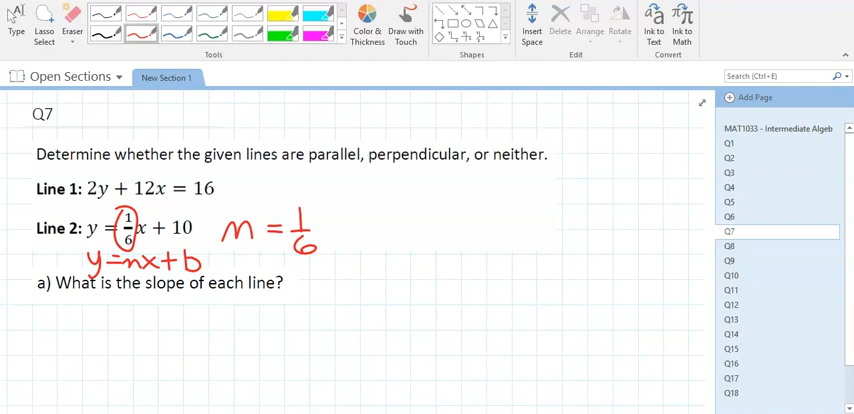 Type
Lasso Select
Eraser
Color & Thickness
Draw with Touch
Insert Space
Delete
Arrange
Rotate
Ink to Text
Ink to Math
Tools
Shapes
Edit
Convert
Open Sections
New Section 1
Search (Ctrl+E)
Add Page
Q7
Determine whether the given lines are parallel, perpendicular, or neither.
Line 1: 2y + 12x = 16
Line 2: y = 1/6 x + 10 m = 1/6
y = mx + b
a) What is the slope of each line?
MAT1033 - Intermediate Algeb
Q1
Q2
Q3
Q4
Q5
Q6
Q7
Q8
Q9
Q10
Q11
Q12
Q13
Q14
Q15
Q16
Q17
Q18